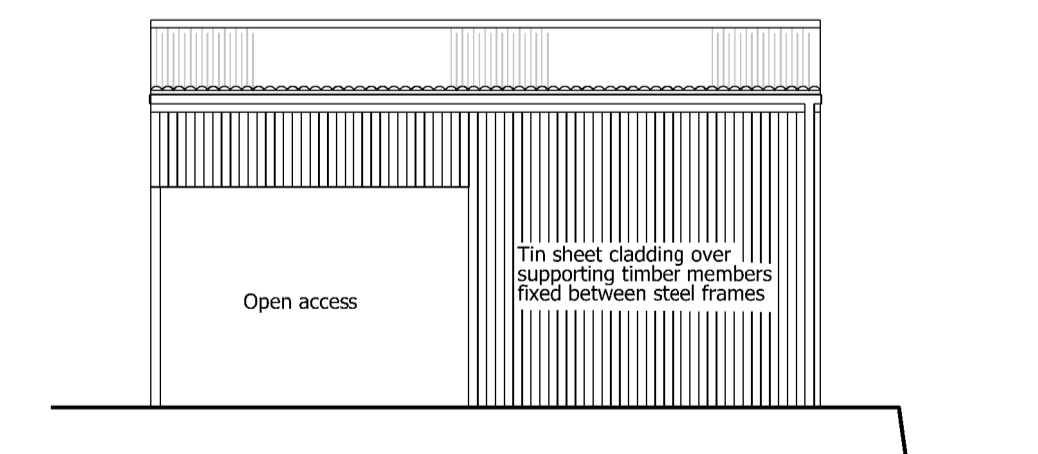 Tin sheet cladding over
supporting timber members
fixed between steel frames
Open access